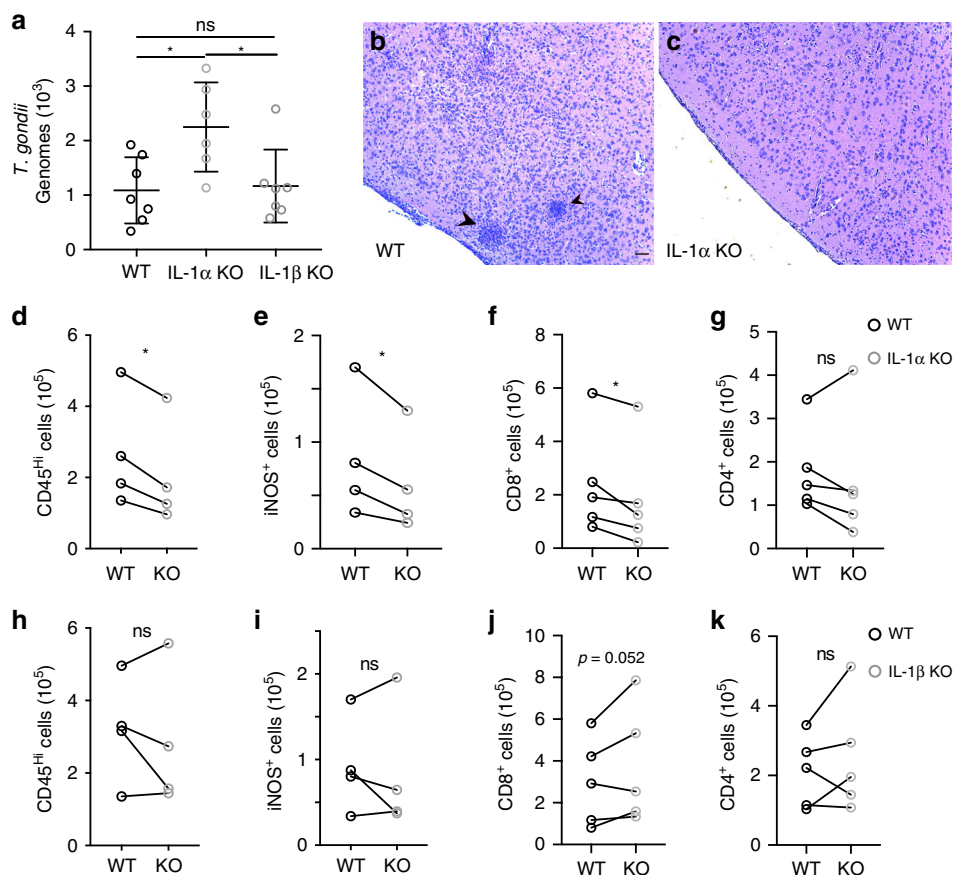 a
ns
* *
4
3
2
1
0
T. gondii
Genomes (10³)
WT IL-1α KO IL-1β KO
b
WT
c
IL-1α KO
d
*
6
4
2
0
CD45ᴴⁱ cells (10⁵)
WT KO
e
*
2
1
0
iNOS⁺ cells (10⁵)
WT KO
f
*
8
6
4
2
0
CD8⁺ cells (10⁵)
WT KO
g
ns
5
4
3
2
1
0
CD4⁺ cells (10⁵)
WT KO
WT
IL-1α KO
h
ns
6
4
2
0
CD45ᴴⁱ cells (10⁵)
WT KO
i
ns
2
1
0
iNOS⁺ cells (10⁵)
WT KO
j
p = 0.052
10
8
6
4
2
0
CD8⁺ cells (10⁵)
WT KO
k
ns
6
4
2
0
CD4⁺ cells (10⁵)
WT KO
WT
IL-1β KO